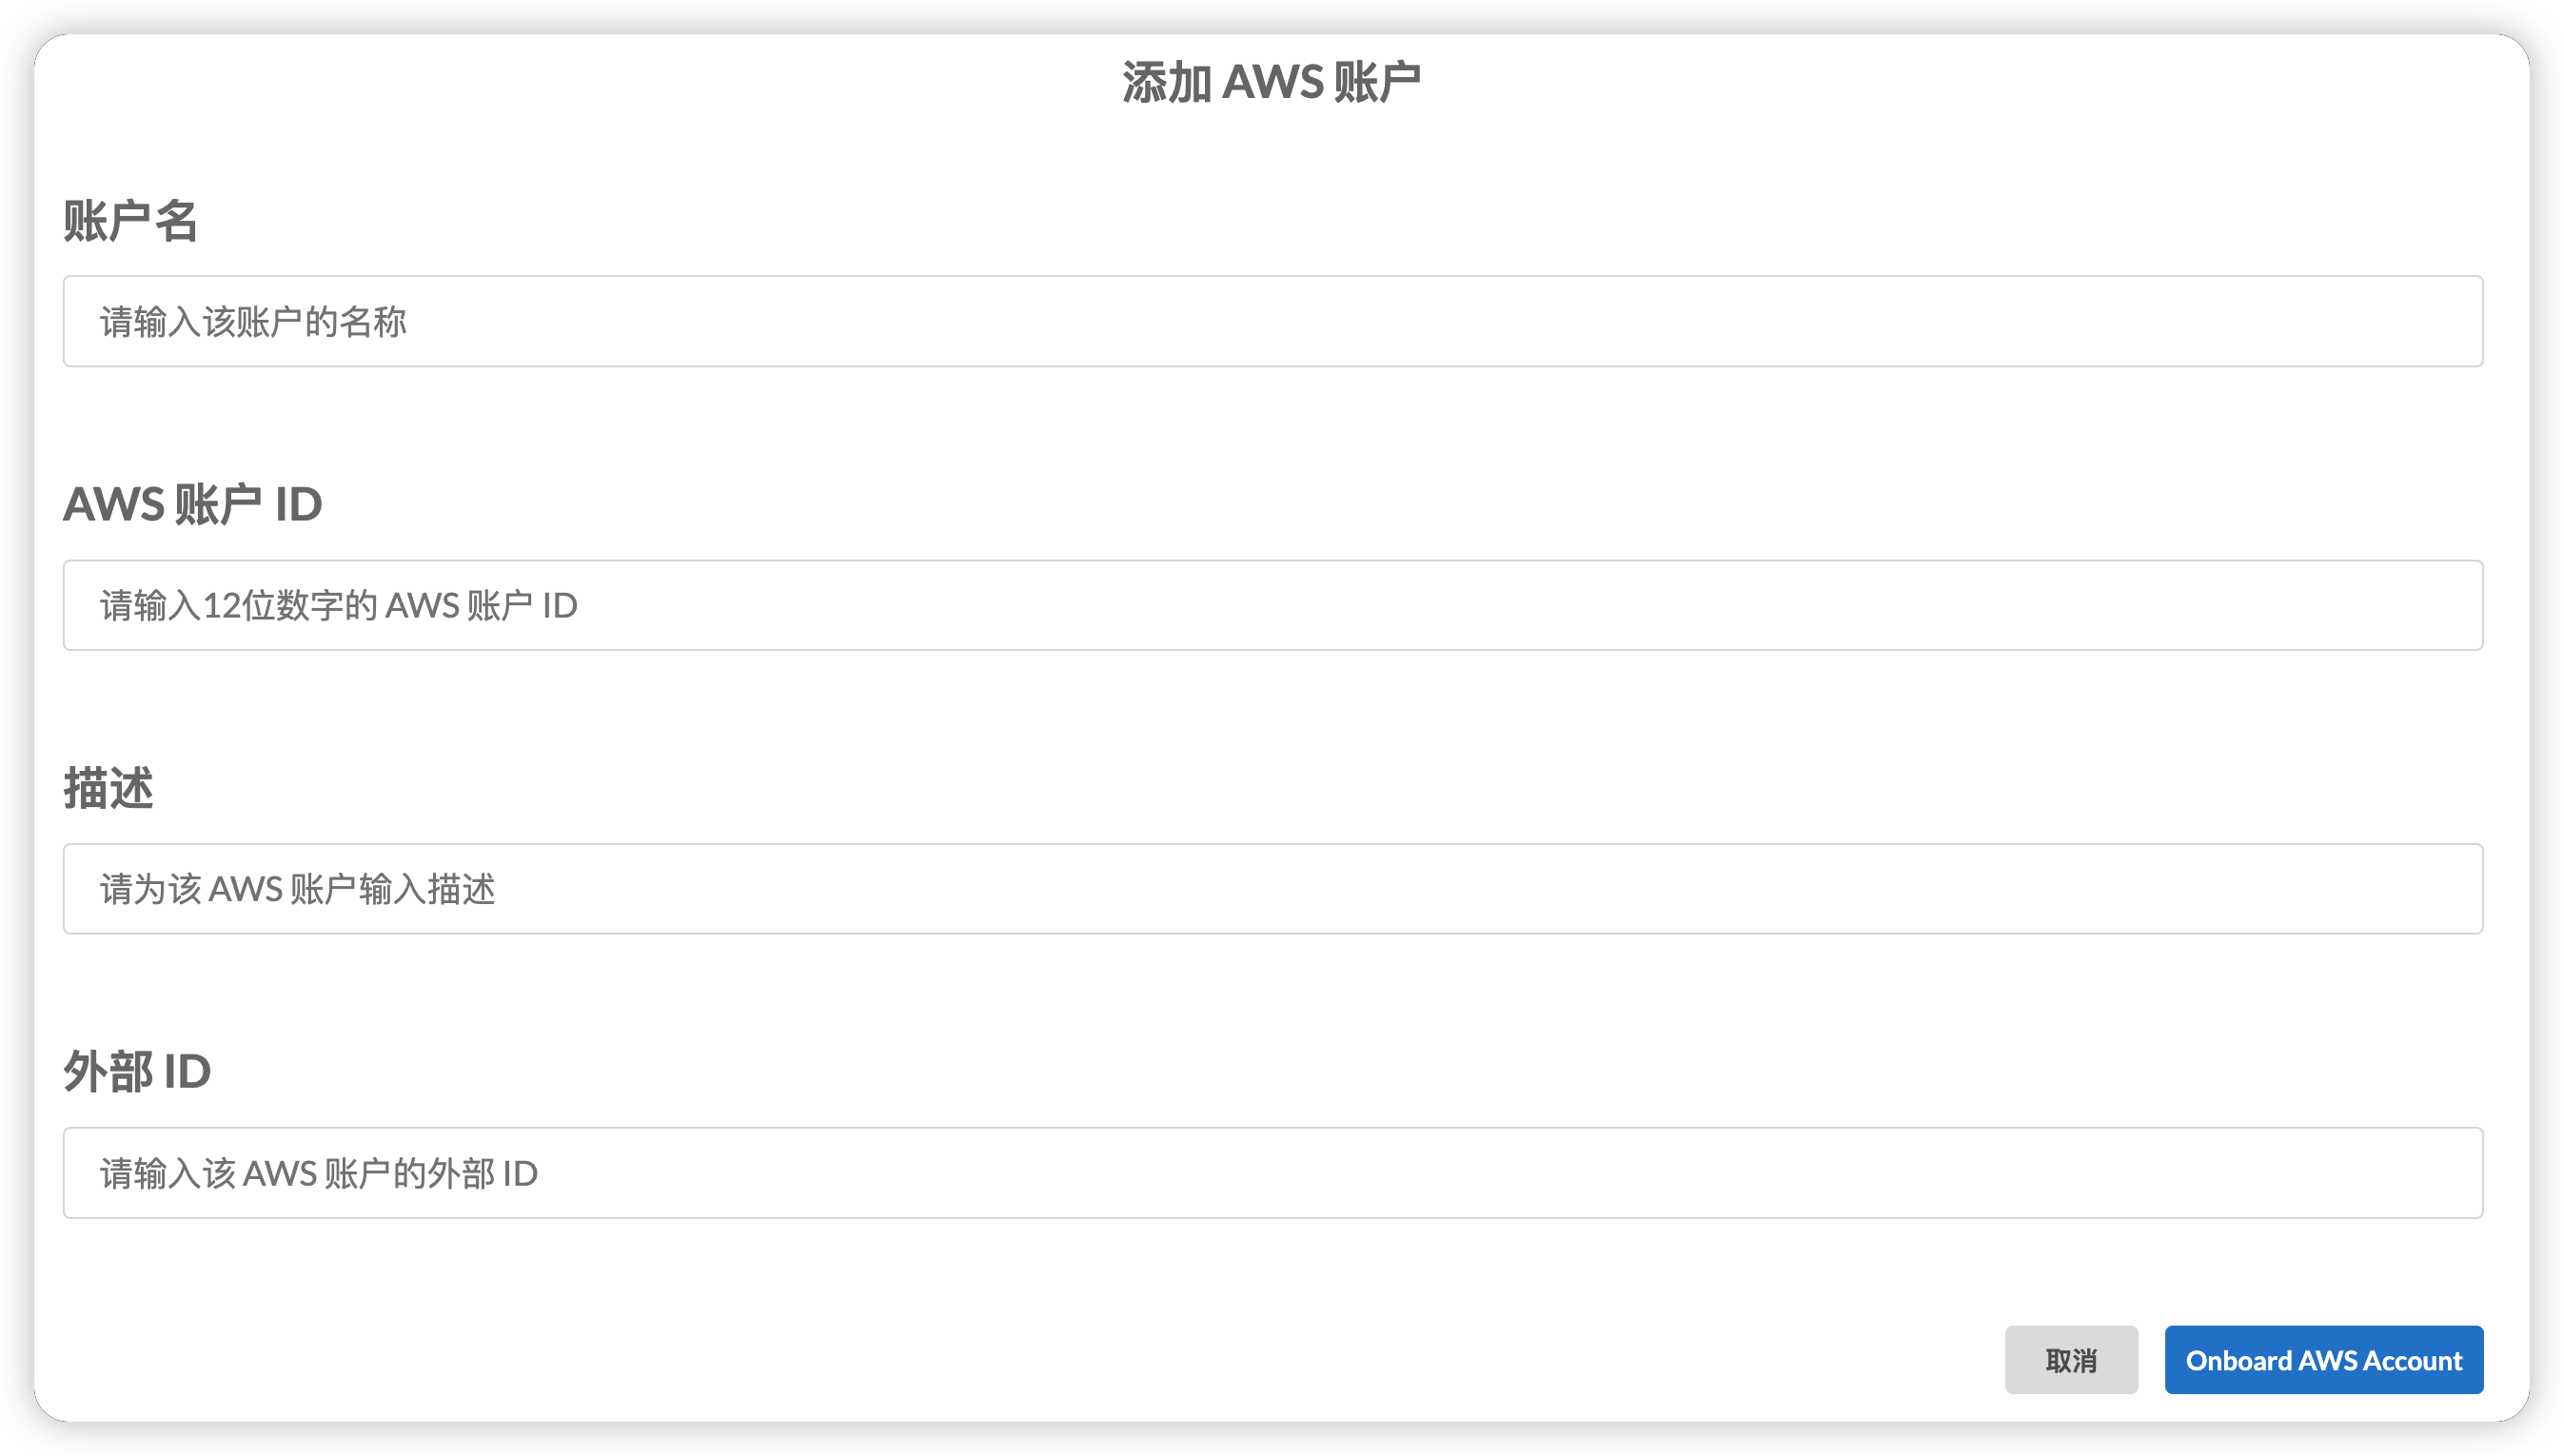 添加 AWS 账户
账户名
请输入该账户的名称
AWS 账户 ID
请输入12位数字的 AWS 账户 ID
描述
请为该 AWS 账户输入描述
外部 ID
请输入该 AWS 账户的外部 ID
取消
Onboard AWS Account